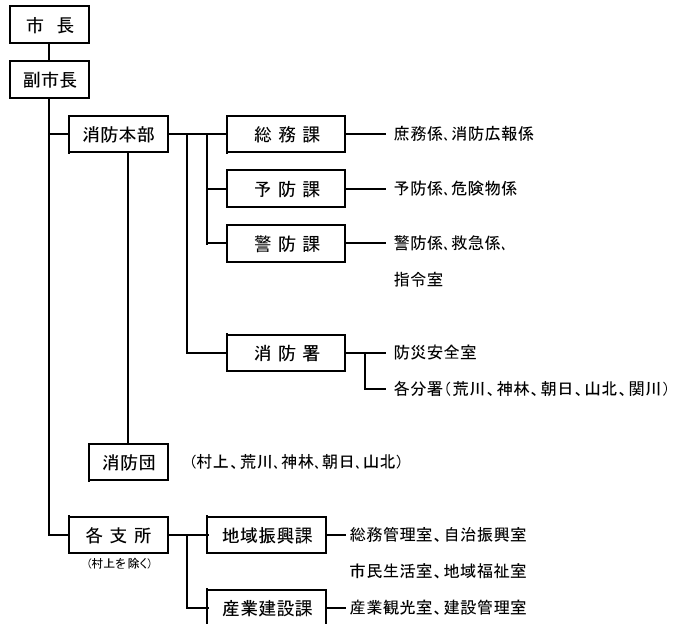 市 長
副市長
消防本部
総 務 課
庶務係、消防広報係
予 防 課
予防係、危険物係
警 防 課
警防係、救急係、
指令室
消 防 署
防災安全室
各分署(荒川、神林、朝日、山北、関川)
消防団
(村上、荒川、神林、朝日、山北)
各 支 所
(村上を除く)
地域振興課
総務管理室、自治振興室
市民生活室、地域福祉室
産業建設課
産業観光室、建設管理室